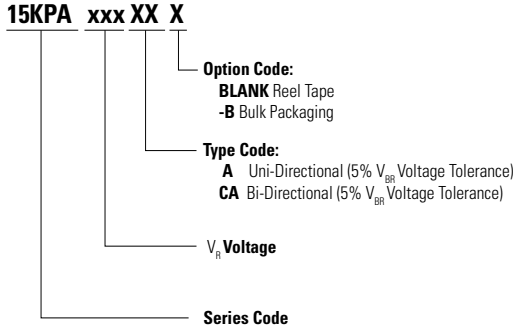 15KPA xxx XX X
Option Code:
BLANK Reel Tape
-B Bulk Packaging
Type Code:
A Uni-Directional (5% VBR Voltage Tolerance)
CA Bi-Directional (5% VBR Voltage Tolerance)
VR Voltage
Series Code